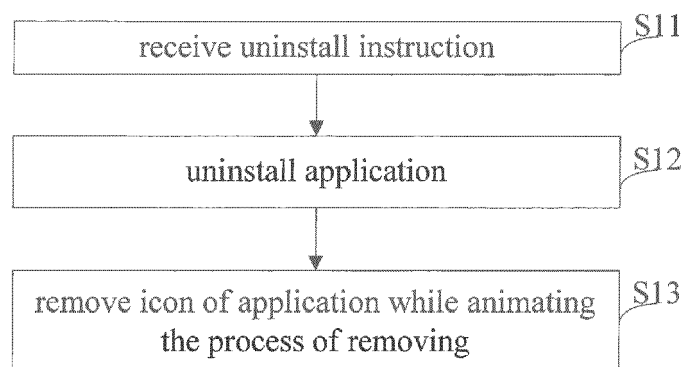 S11
receive uninstall instruction
S12
uninstall application
S13
remove icon of application while animating
the process of removing